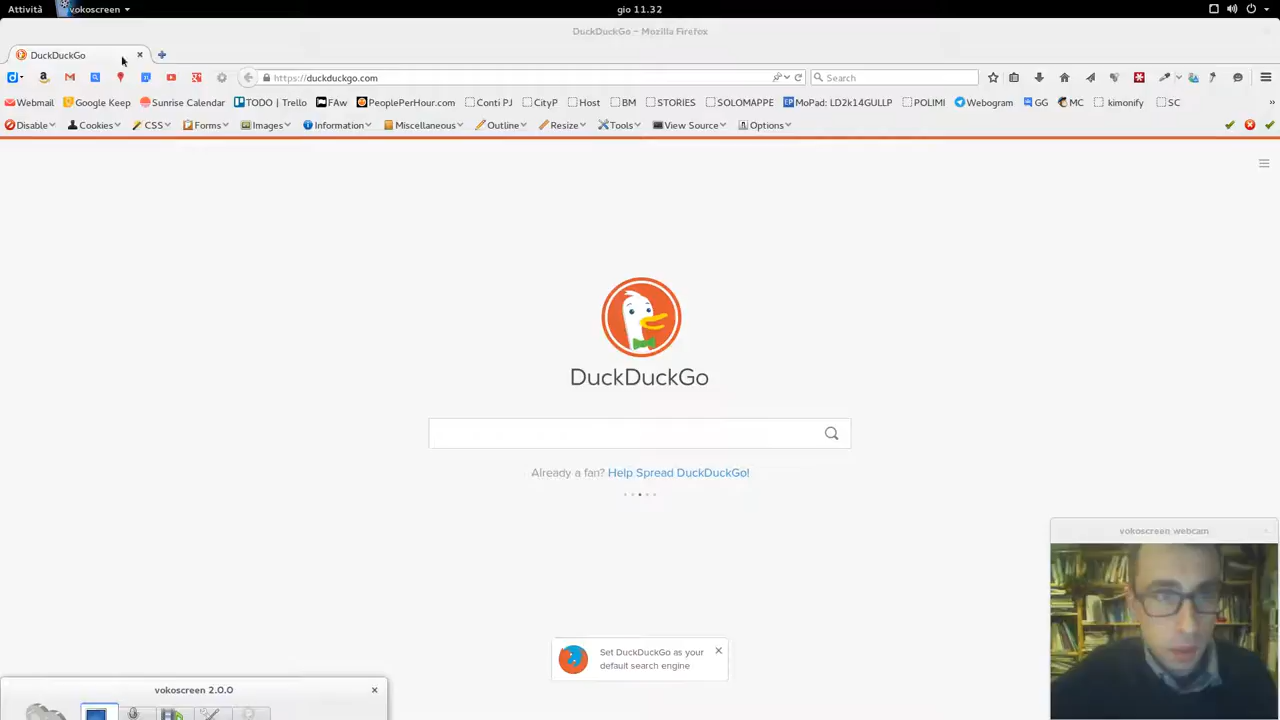 Attività vokoscreen gio 11.32
DuckDuckGo - Mozilla Firefox
DuckDuckGo
https://duckduckgo.com Search
Webmail Google Keep Sunrise Calendar TODO | Trello FAw PeoplePerHour.com Conti PJ CityP Host BM STORIES SOLOMAPPE MoPad: LD2k14GULLP POLIMI Webogram GG MC kimonify SC »
Disable Cookies CSS Forms Images Information Miscellaneous Outline Resize Tools View Source Options
DuckDuckGo
Already a fan? Help Spread DuckDuckGo!
vokoscreen webcam
Set DuckDuckGo as your
default search engine
vokoscreen 2.0.0